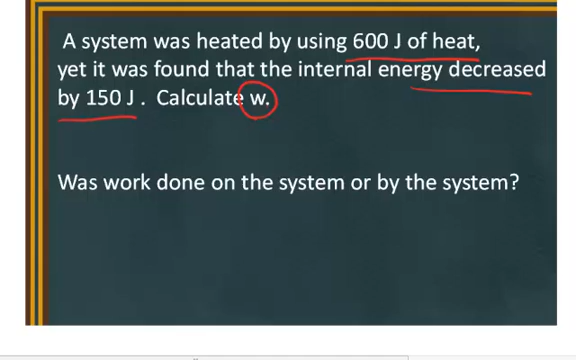 A system was heated by using 600 J of heat,
yet it was found that the internal energy decreased
by 150 J . Calculate w.
Was work done on the system or by the system?